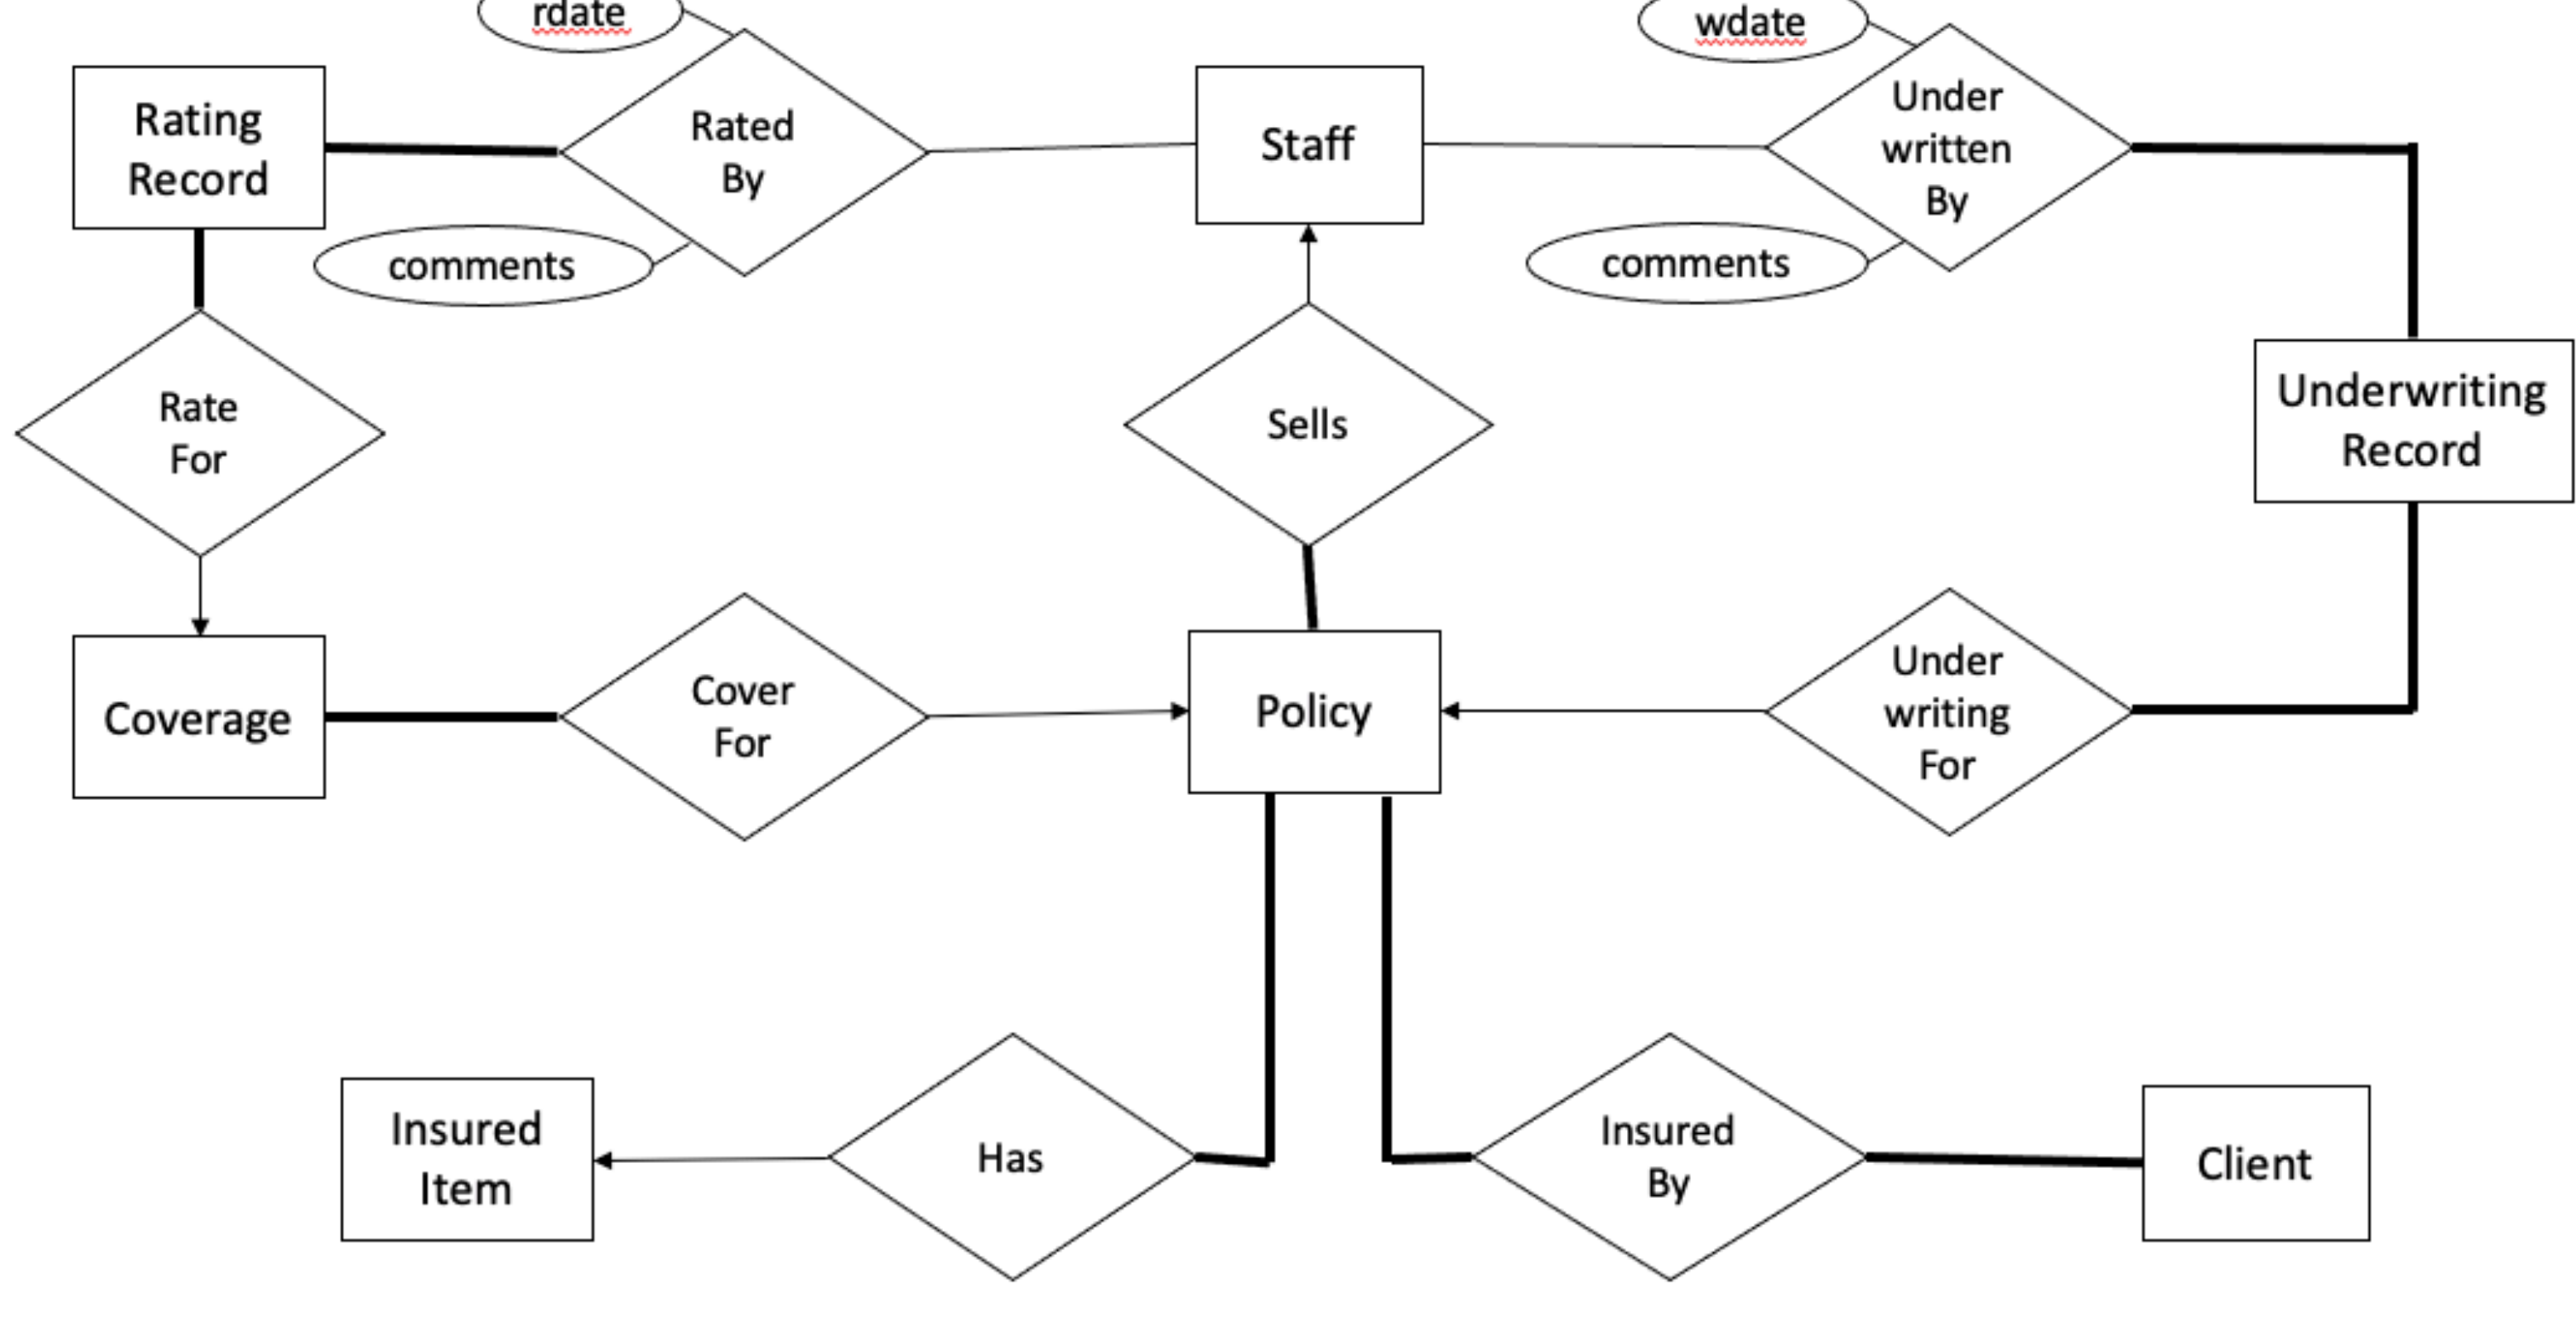 rdate
wdate
Rating
Record
Rated
By
Staff
Under
written
By
comments
comments
Rate
For
Sells
Underwriting
Record
Coverage
Cover
For
Policy
Under
writing
For
Insured
Item
Has
Insured
By
Client